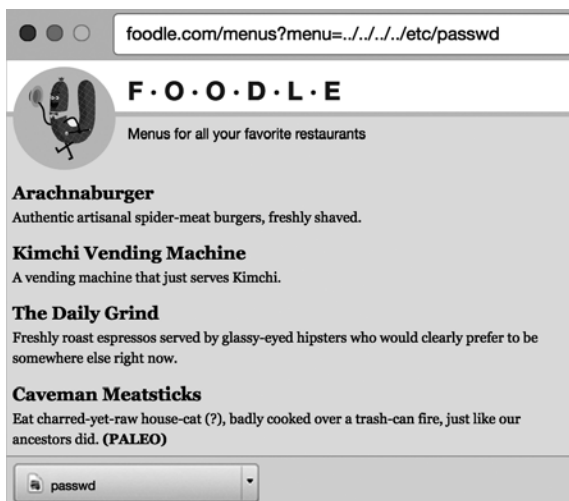 foodle.com/menus?menu=../../../../etc/passwd
F·O·O·D·L·E
Menus for all your favorite restaurants
Arachnaburger
Authentic artisanal spider-meat burgers, freshly shaved.
Kimchi Vending Machine
A vending machine that just serves Kimchi.
The Daily Grind
Freshly roast espressos served by glassy-eyed hipsters who would clearly prefer to be
somewhere else right now.
Caveman Meatsticks
Eat charred-yet-raw house-cat (?), badly cooked over a trash-can fire, just like our
ancestors did. (PALEO)
passwd